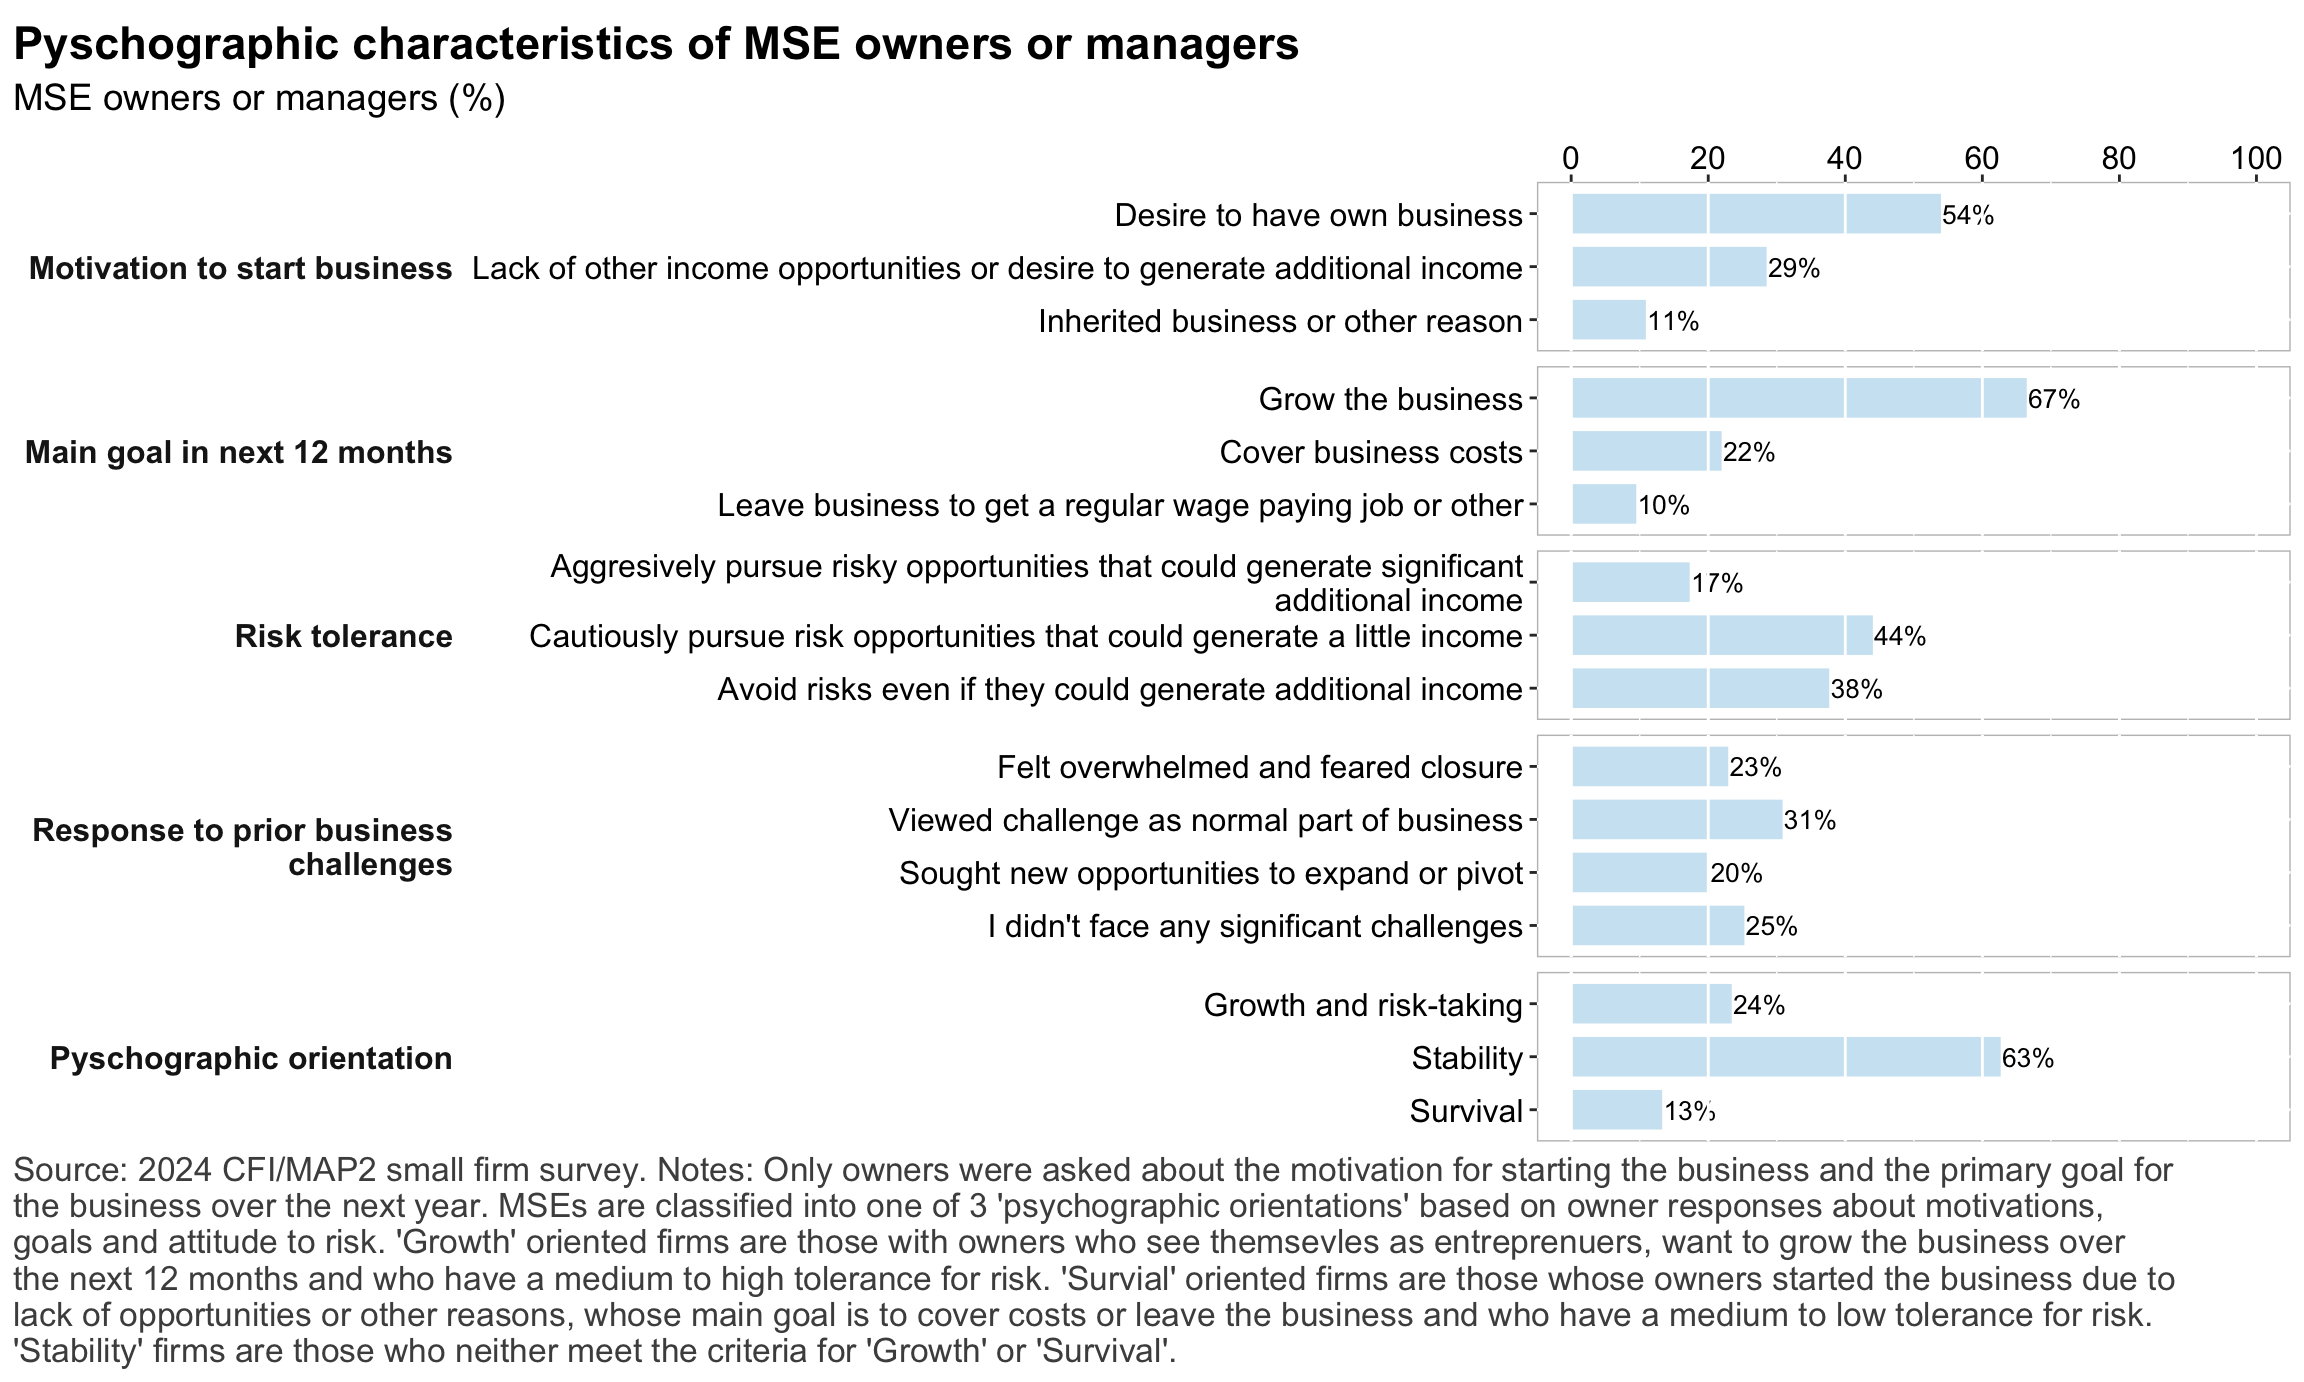 Pyschographic characteristics of MSE owners or managers
MSE owners or managers (%)
0 20 40 60 80 100
Motivation to start business
Desire to have own business 54%
Lack of other income opportunities or desire to generate additional income 29%
Inherited business or other reason 11%
Main goal in next 12 months
Grow the business 67%
Cover business costs 22%
Leave business to get a regular wage paying job or other 10%
Risk tolerance
Aggresively pursue risky opportunities that could generate significant
additional income 17%
Cautiously pursue risk opportunities that could generate a little income 44%
Avoid risks even if they could generate additional income 38%
Response to prior business
challenges
Felt overwhelmed and feared closure 23%
Viewed challenge as normal part of business 31%
Sought new opportunities to expand or pivot 20%
I didn't face any significant challenges 25%
Pyschographic orientation
Growth and risk-taking 24%
Stability 63%
Survival 13%
Source: 2024 CFI/MAP2 small firm survey. Notes: Only owners were asked about the motivation for starting the business and the primary goal for
the business over the next year. MSEs are classified into one of 3 'psychographic orientations' based on owner responses about motivations,
goals and attitude to risk. 'Growth' oriented firms are those with owners who see themsevles as entreprenuers, want to grow the business over
the next 12 months and who have a medium to high tolerance for risk. 'Survial' oriented firms are those whose owners started the business due to
lack of opportunities or other reasons, whose main goal is to cover costs or leave the business and who have a medium to low tolerance for risk.
'Stability' firms are those who neither meet the criteria for 'Growth' or 'Survival'.